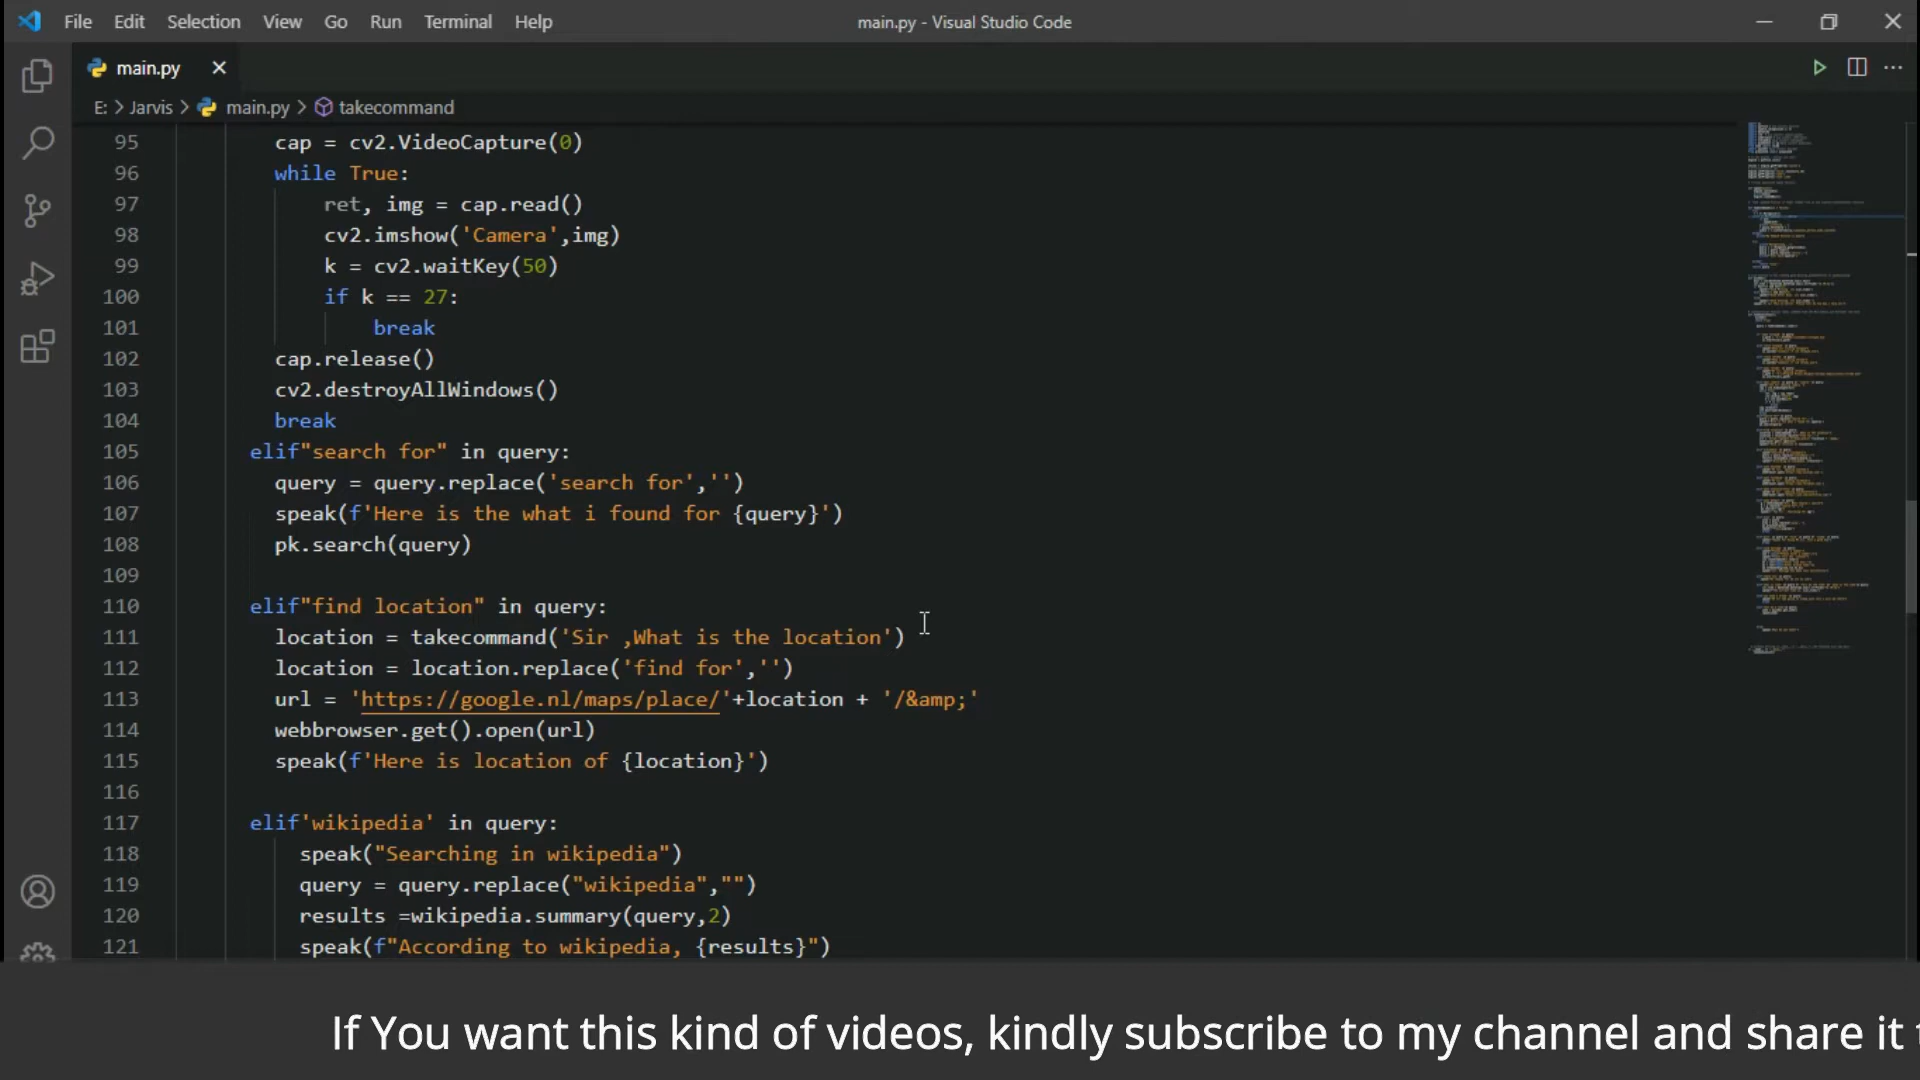 File Edit Selection View Go Run Terminal Help main.py - Visual Studio Code
main.py
E: > Jarvis > main.py > takecommand
95 cap = cv2.VideoCapture(0)
96 while True:
97 ret, img = cap.read()
98 cv2.imshow('Camera',img)
99 k = cv2.waitKey(50)
100 if k == 27:
101 break
102 cap.release()
103 cv2.destroyAllWindows()
104 break
105 elif"search for" in query:
106 query = query.replace('search for','')
107 speak(f'Here is the what i found for {query}')
108 pk.search(query)
109
110 elif"find location" in query:
111 location = takecommand('Sir ,What is the location')
112 location = location.replace('find for','')
113 url = 'https://google.nl/maps/place/'+location + '/&amp;'
114 webbrowser.get().open(url)
115 speak(f'Here is location of {location}')
116
117 elif'wikipedia' in query:
118 speak("Searching in wikipedia")
119 query = query.replace("wikipedia","")
120 results =wikipedia.summary(query,2)
121 speak(f"According to wikipedia, {results}")
If You want this kind of videos, kindly subscribe to my channel and share it